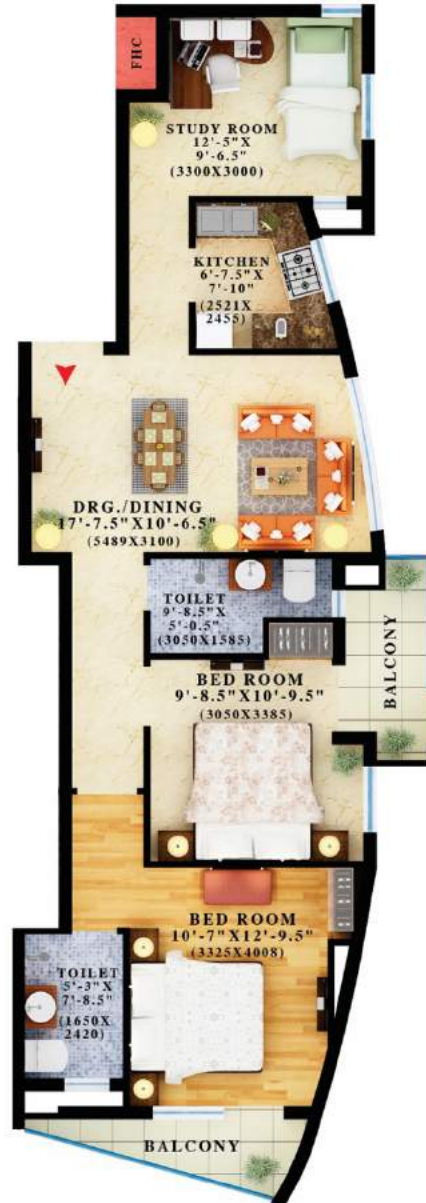 FHC
STUDY ROOM
12'-5"X
9'-6.5"
(3300X3000)
KITCHEN
6'-7.5"X
7'-10"
(2521X
2455)
DRG./DINING
17'-7.5"X10'-6.5"
(5489X3100)
TOILET
9'-8.5"X
5'-0.5"
(3050X1585)
BALCONY
BED ROOM
9'-8.5"X10'-9.5"
(3050X3385)
BED ROOM
10'-7"X12'-9.5"
(3325X4008)
TOILET
5'-3"X
7'-8.5"
(1650X
2420)
BALCONY